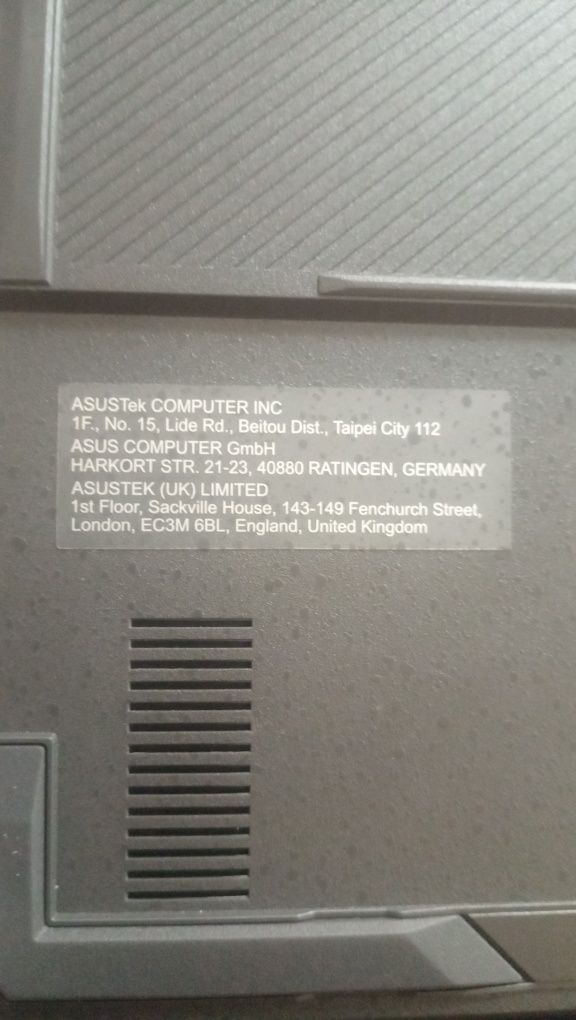 ASUSTek COMPUTER INC
1F., No. 15, Lide Rd., Beitou Dist., Taipei City 112
ASUS COMPUTER GmbH
HARKORT STR. 21-23, 40880 RATINGEN, GERMANY
ASUSTEK (UK) LIMITED
1st Floor, Sackville House, 143-149 Fenchurch Street,
London, EC3M 6BL, England, United Kingdom